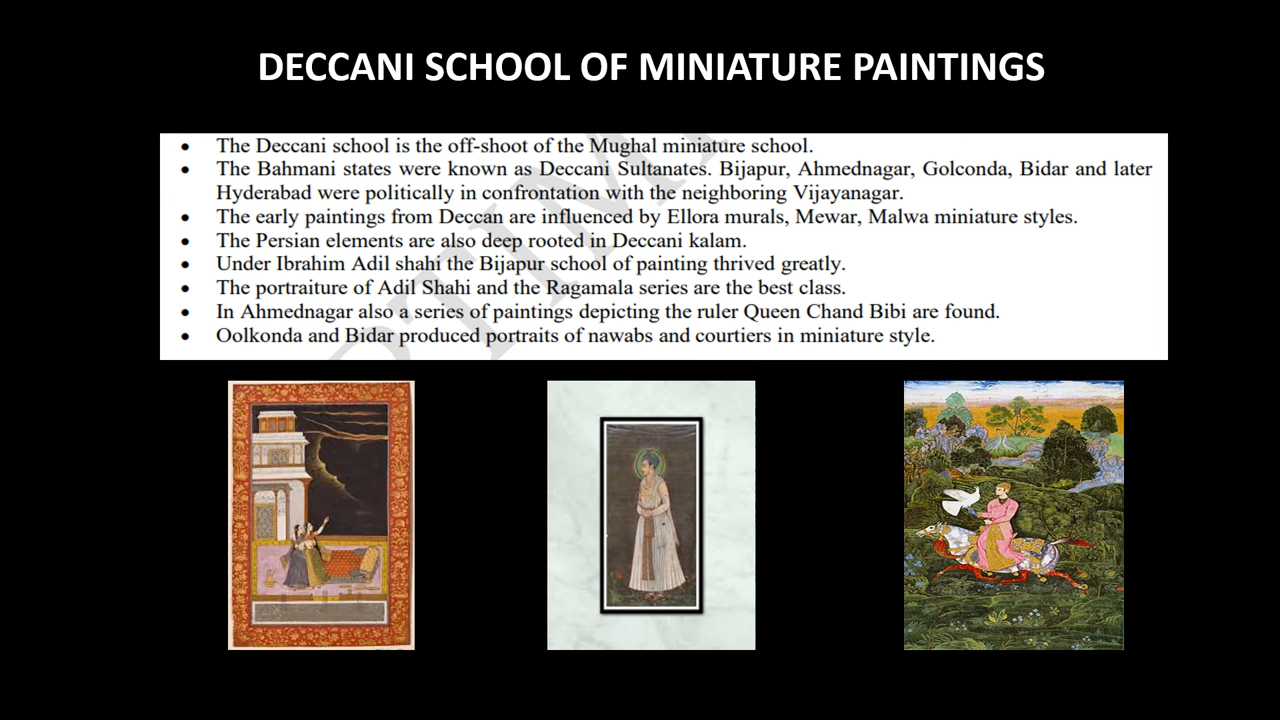 DECCANI SCHOOL OF MINIATURE PAINTINGS
• The Deccani school is the off-shoot of the Mughal miniature school.
• The Bahmani states were known as Deccani Sultanates. Bijapur, Ahmednagar, Golconda, Bidar and later
Hyderabad were politically in confrontation with the neighboring Vijayanagar.
• The early paintings from Deccan are influenced by Ellora murals, Mewar, Malwa miniature styles.
• The Persian elements are also deep rooted in Deccani kalam.
• Under Ibrahim Adil shahi the Bijapur school of painting thrived greatly.
• The portraiture of Adil Shahi and the Ragamala series are the best class.
• In Ahmednagar also a series of paintings depicting the ruler Queen Chand Bibi are found.
• Oolkonda and Bidar produced portraits of nawabs and courtiers in miniature style.